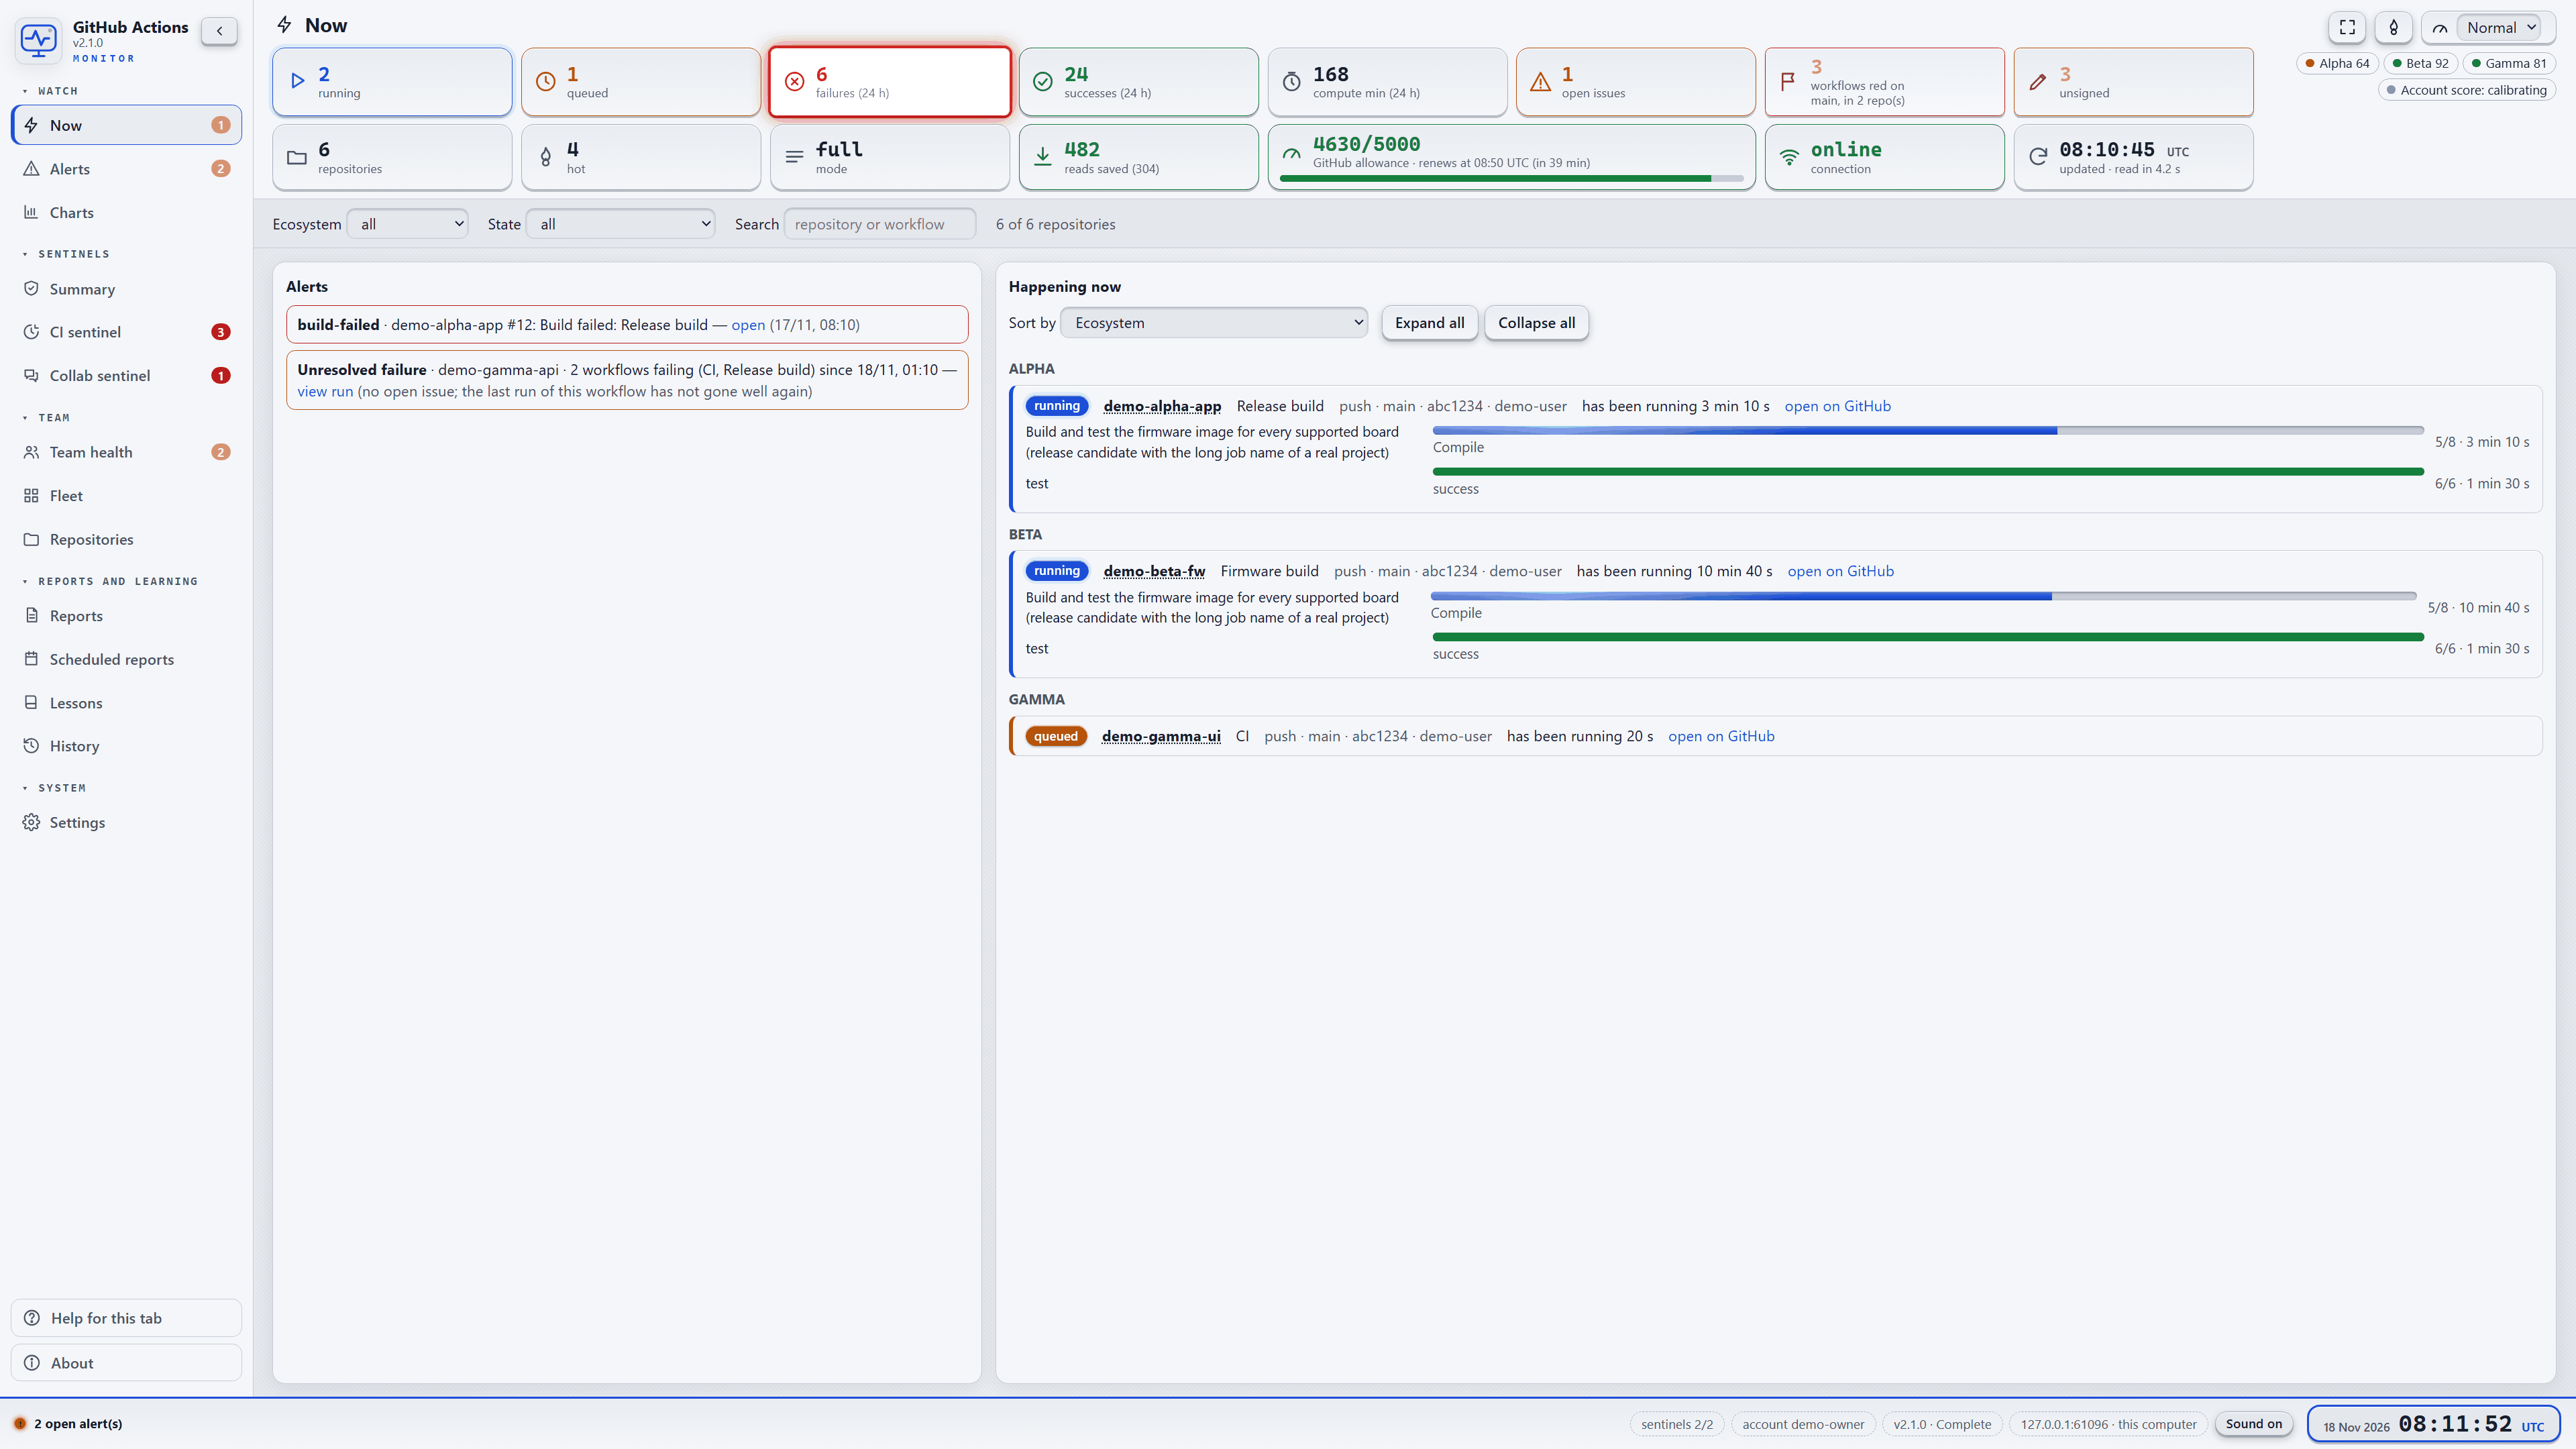 GitHub Actions
v2.1.0
MONITOR
WATCH
Now 1
Alerts 2
Charts
SENTINELS
Summary
CI sentinel 3
Collab sentinel 1
TEAM
Team health 2
Fleet
Repositories
REPORTS AND LEARNING
Reports
Scheduled reports
Lessons
History
SYSTEM
Settings
Help for this tab
About
Now
Normal
Alpha 64 Beta 92 Gamma 81
Account score: calibrating
2
running
1
queued
6
failures (24 h)
24
successes (24 h)
168
compute min (24 h)
1
open issues
3
workflows red on
main, in 2 repo(s)
3
unsigned
6
repositories
4
hot
full
mode
482
reads saved (304)
4630/5000
GitHub allowance · renews at 08:50 UTC (in 39 min)
online
connection
08:10:45 UTC
updated · read in 4.2 s
Ecosystem all State all Search repository or workflow 6 of 6 repositories
Alerts
build-failed · demo-alpha-app #12: Build failed: Release build — open (17/11, 08:10)
Unresolved failure · demo-gamma-api · 2 workflows failing (CI, Release build) since 18/11, 01:10 —
view run (no open issue; the last run of this workflow has not gone well again)
Happening now
Sort by Ecosystem Expand all Collapse all
ALPHA
running demo-alpha-app Release build push · main · abc1234 · demo-user has been running 3 min 10 s open on GitHub
Build and test the firmware image for every supported board
(release candidate with the long job name of a real project)
Compile
5/8 · 3 min 10 s
test
success
6/6 · 1 min 30 s
BETA
running demo-beta-fw Firmware build push · main · abc1234 · demo-user has been running 10 min 40 s open on GitHub
Build and test the firmware image for every supported board
(release candidate with the long job name of a real project)
Compile
5/8 · 10 min 40 s
test
success
6/6 · 1 min 30 s
GAMMA
queued demo-gamma-ui CI push · main · abc1234 · demo-user has been running 20 s open on GitHub
2 open alert(s)
sentinels 2/2 account demo-owner v2.1.0 · Complete 127.0.0.1:61096 · this computer Sound on 18 Nov 2026 08:11:52 UTC